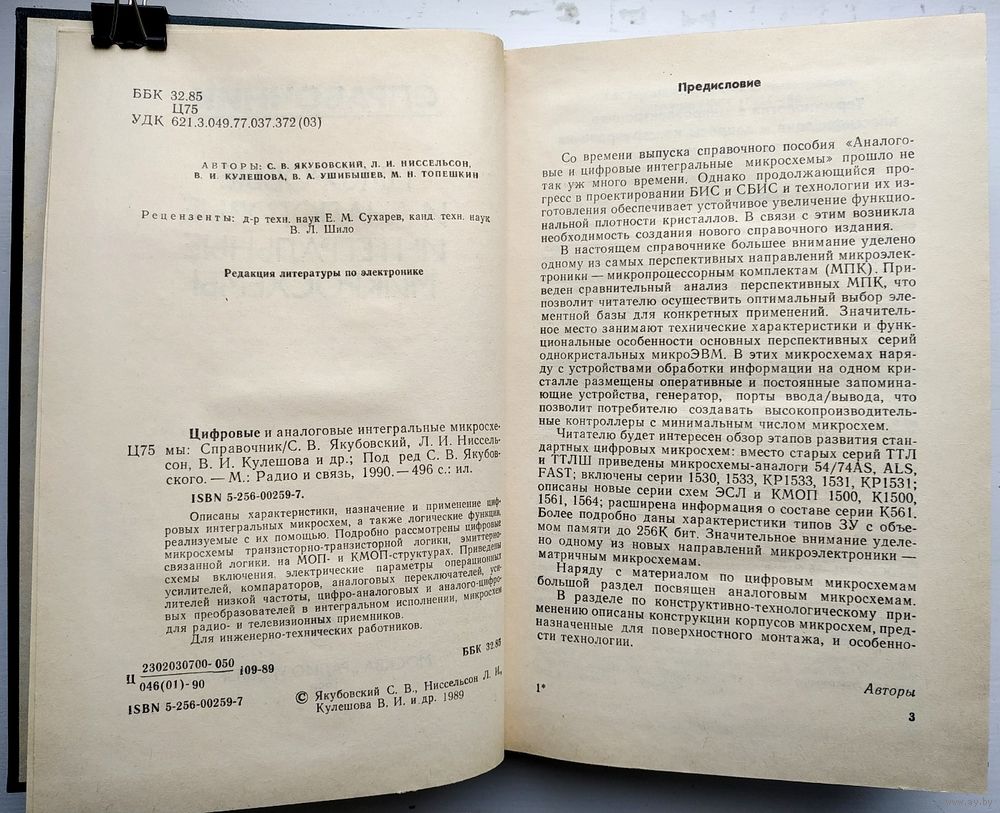 ББК 32.85
Ц75
УДК 621.3.049.77.037.372(03)
АВТОРЫ: С. В. ЯКУБОВСКИЙ, Л. И. НИССЕЛЬСОН,
В. И. КУЛЕШОВА, В. А. УШИБЫШЕВ, М. Н. ТОПЕШКИН
Рецензенты: д-р техн. наук Е. М. Сухарев, канд. техн. наук
В. Л. Шило
Редакция литературы по электронике
Цифровые и аналоговые интегральные микросхе-
Ц75 мы: Справочник/С. В. Якубовский, Л. И. Ниссель-
сон, В. И. Кулешова и др.; Под ред С. В. Якубов-
ского. — М.: Радио и связь, 1990. — 496 с.: ил.
ISBN 5-256-00259-7.
Описаны характеристики, назначение и применение циф-
ровых интегральных микросхем, а также логические функции,
реализуемые с их помощью. Подробно рассмотрены цифровые
микросхемы транзисторно-транзисторной логики, эмиттерно-
связанной логики. на МОП- и КМОП-структурах. Приведены
схемы включения, электрические параметры операционных
усилителей, компараторов, аналоговых переключателей, уси-
лителей низкой частоты, цифро-аналоговых и аналого-цифро-
вых преобразователей в интегральном исполнении, микросхем
для радио- и телевизионных приемников.
Для инженерно-технических работников.
Ц 2302030700-050 109-89
046(01)-90
ББК 32.85
ISBN 5-256-00259-7
© Якубовский С. В., Ниссельсон Л. И.,
Кулешова В. И. и др. 1989
Предисловие
Со времени выпуска справочного пособия «Аналого-
вые и цифровые интегральные микросхемы» прошло не
так уж много времени. Однако продолжающийся про-
гресс в проектировании БИС и СБИС и технологии их из-
готовления обеспечивает устойчивое увеличение функцио-
нальной плотности кристаллов. В связи с этим возникла
необходимость создания нового справочного издания.
В настоящем справочнике большее внимание уделено
одному из самых перспективных направлений микроэлек-
троники — микропроцессорным комплектам (МПК). При-
веден сравнительный анализ перспективных МПК, что
позволит читателю осуществить оптимальный выбор эле-
ментной базы для конкретных применений. Значитель-
ное место занимают технические характеристики и функ-
циональные особенности основных перспективных серий
однокристальных микроЭВМ. В этих микросхемах наря-
ду с устройствами обработки информации на одном кри-
сталле размещены оперативные и постоянные запоминаю-
щие устройства, генератор, порты ввода/вывода, что
позволит потребителю создавать высокопроизводитель-
ные контроллеры с минимальным числом микросхем.
Читателю будет интересен обзор этапов развития стан-
дартных цифровых микросхем: вместо старых серий ТТЛ
и ТТЛШ приведены микросхемы-аналоги 54/74AS, ALS,
FAST; включены серии 1530, 1533, КР1533, 1531, КР1531;
описаны новые серии схем ЭСЛ и КМОП 1500, К1500,
1561, 1564; расширена информация о составе серии К561.
Более подробно даны характеристики типов ЗУ с объе-
мом памяти до 256К бит. Значительное внимание уделе-
но одному из новых направлений микроэлектроники —
матричным микросхемам.
Наряду с материалом по цифровым микросхемам
большой раздел посвящен аналоговым микросхемам.
В разделе по конструктивно-технологическому при-
менению описаны конструкции корпусов микросхем, пред-
назначенные для поверхностного монтажа, и особенно-
сти технологии.
Авторы
1*
3
www.ay.by